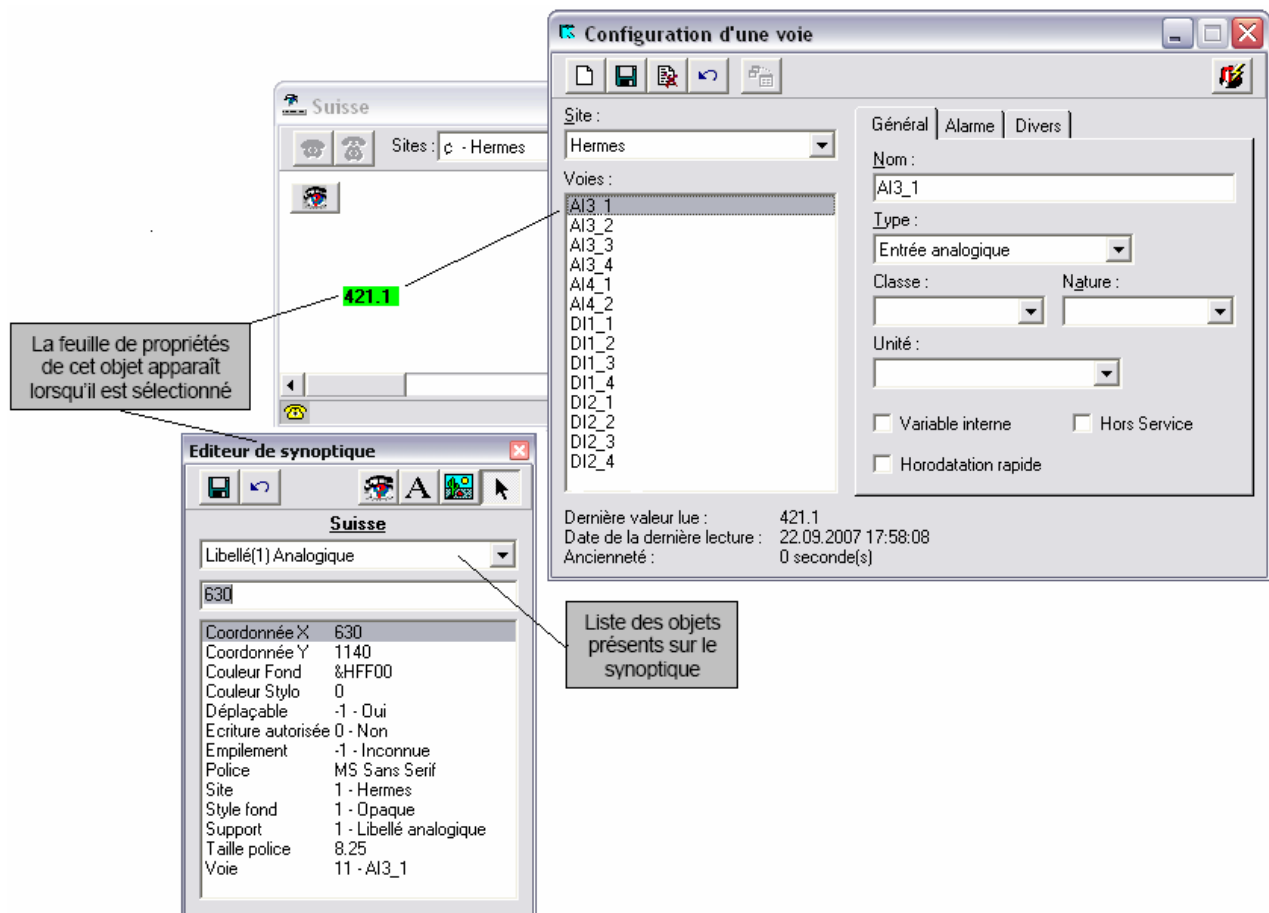 Configuration d'une voie
Site :
Hermes
Voies :
AI3_1
AI3_2
AI3_3
AI3_4
AI4_1
AI4_2
DI1_1
DI1_2
DI1_3
DI1_4
DI2_1
DI2_2
DI2_3
DI2_4
Général Alarme Divers
Nom :
AI3_1
Type :
Entrée analogique
Classe : Nature :
Unité :
Variable interne Hors Service
Horodatation rapide
Dernière valeur lue : 421.1
Date de la dernière lecture : 22.09.2007 17:58:08
Ancienneté : 0 seconde(s)
Suisse
Sites : ¢ - Hermes
421.1
La feuille de propriétés
de cet objet apparaît
lorsqu'il est sélectionné
Editeur de synoptique
A
Suisse
Libellé(1) Analogique
630
Coordonnée X 630
Coordonnée Y 1140
Couleur Fond &HFF00
Couleur Stylo 0
Déplaçable -1 - Oui
Ecriture autorisée 0 - Non
Empilement -1 - Inconnue
Police MS Sans Serif
Site 1 - Hermes
Style fond 1 - Opaque
Support 1 - Libellé analogique
Taille police 8.25
Voie 11 - AI3_1
Liste des objets
présents sur le
synoptique